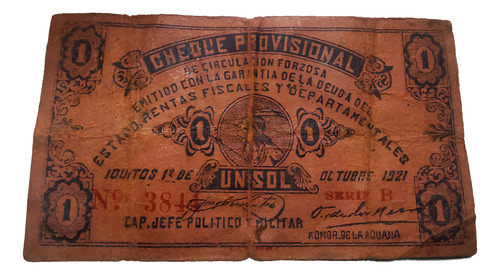 1 CHEQUE PROVISIONAL 1
DE CIRCULACION FORZOSA
EMITIDO CON LA GARANTIA DE LA DEUDA DEL
ESTADO, RENTAS FISCALES Y DEPARTAMENTALES
1 1
IQUITOS 1º DE OCTUBRE 1921
UN SOL
Nº 384 SERIE B
1 1
CAP. JEFE POLITICO Y MILITAR
ADMOR. DE LA ADUANA